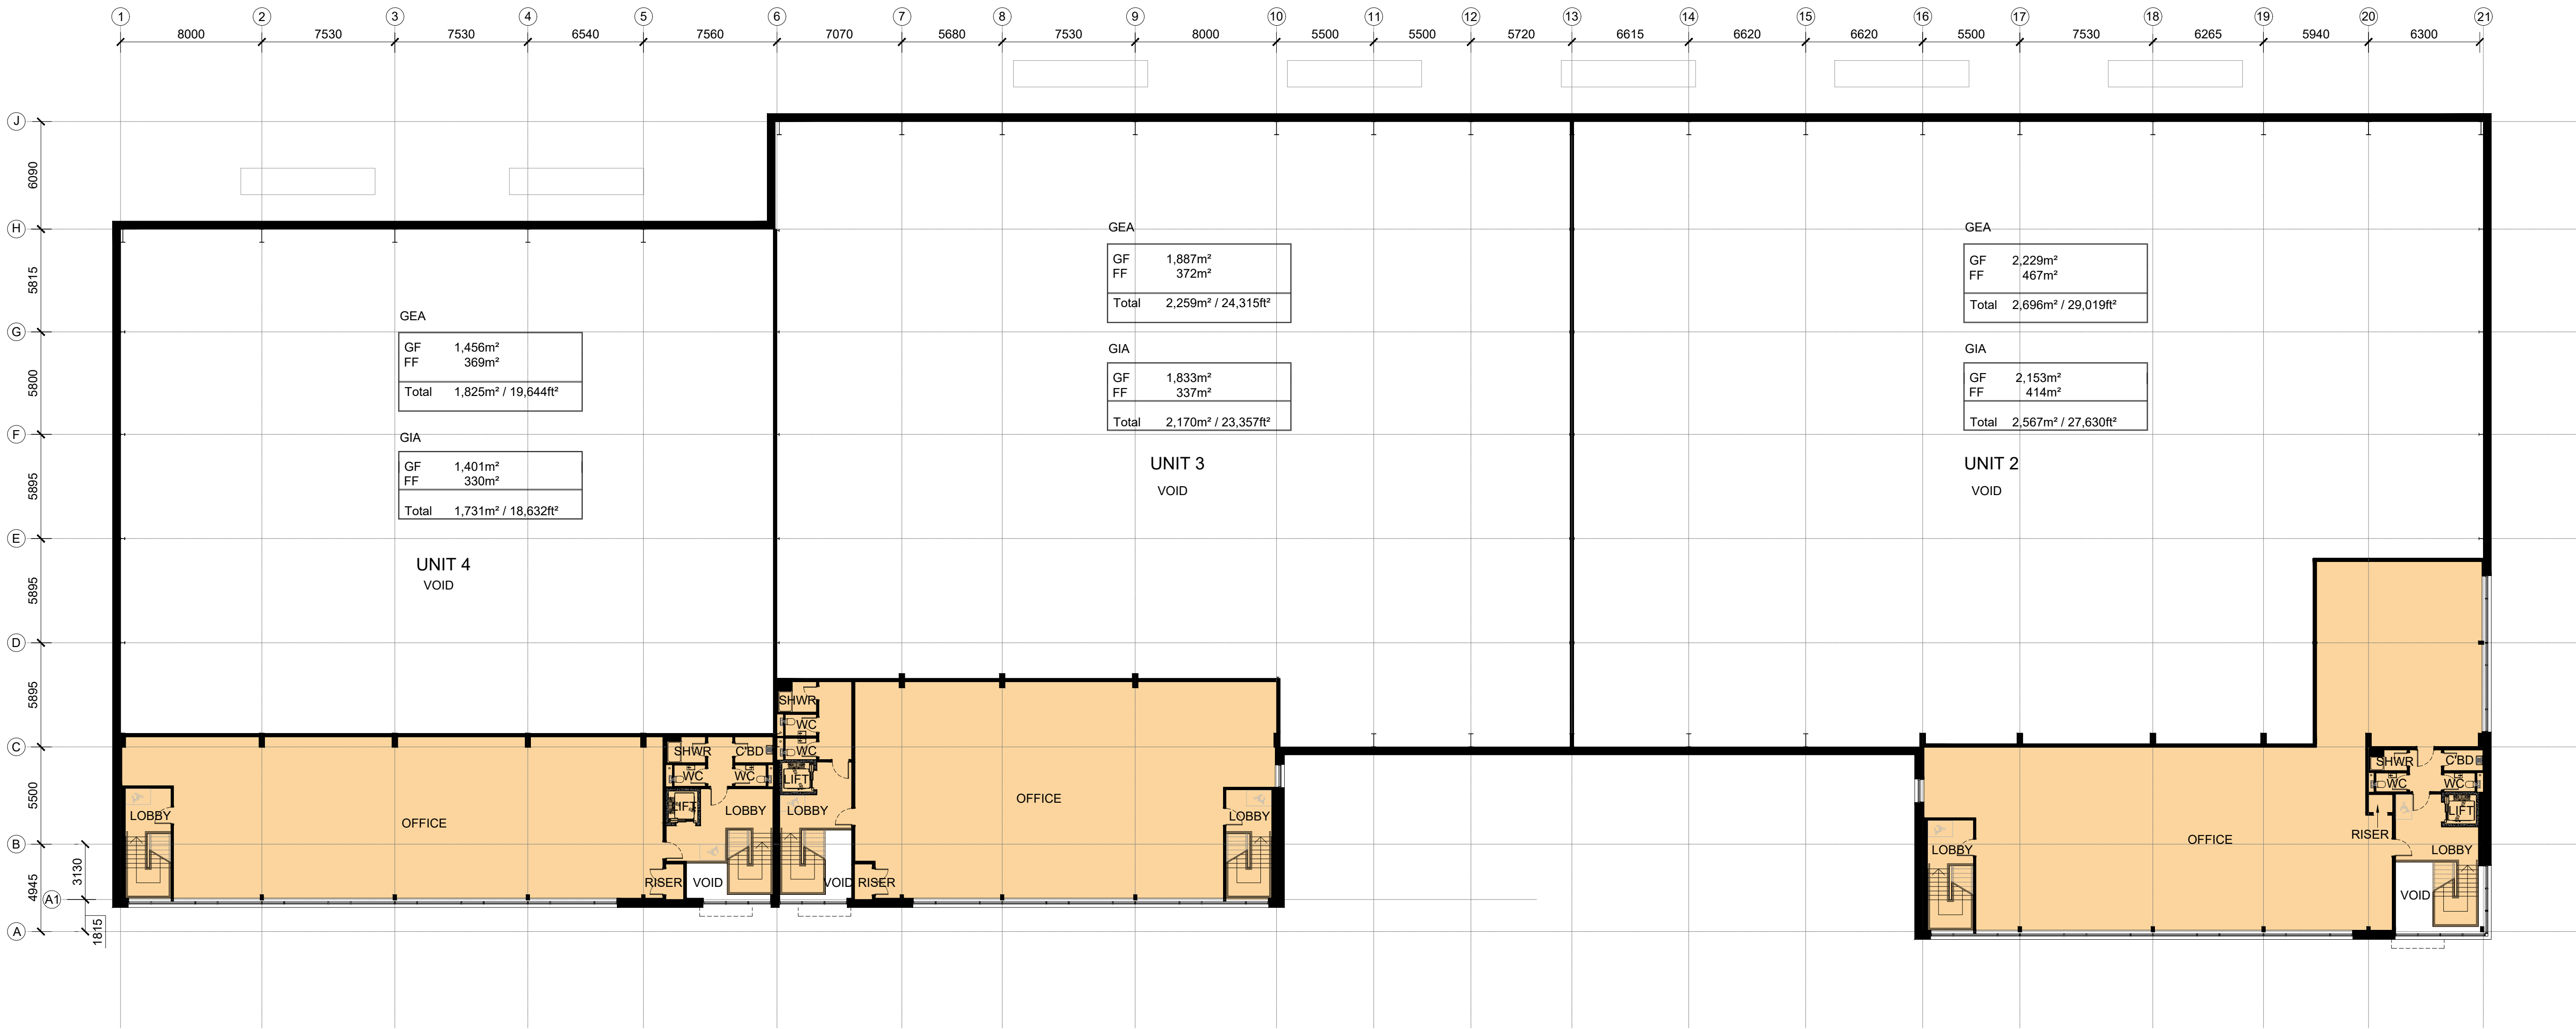 1 2 3 4 5 6 7 8 9 10 11 12 13 14 15 16 17 18 19 20 21
8000 7530 7530 6540 7560 7070 5680 7530 8000 5500 5500 5720 6615 6620 6620 5500 7530 6265 5940 6300
J
6090
H
5815
G
5800
F
5895
E
5895
D
5895
C
5500
B
3130
4945
A1
1815
A
GEA
GF 1,456m²
FF 369m²
Total 1,825m² / 19,644ft²
GIA
GF 1,401m²
FF 330m²
Total 1,731m² / 18,632ft²
UNIT 4
VOID
GEA
GF 1,887m²
FF 372m²
Total 2,259m² / 24,315ft²
GIA
GF 1,833m²
FF 337m²
Total 2,170m² / 23,357ft²
UNIT 3
VOID
GEA
GF 2,229m²
FF 467m²
Total 2,696m² / 29,019ft²
GIA
GF 2,153m²
FF 414m²
Total 2,567m² / 27,630ft²
UNIT 2
VOID
LOBBY
OFFICE
SHWR
C'BD
WC
WC
LIFT
LOBBY
RISER
VOID
SHWR
WC
WC
LIFT
LOBBY
VOID
RISER
OFFICE
LOBBY
LOBBY
OFFICE
SHWR
C'BD
WC
WC
LIFT
RISER
LOBBY
VOID